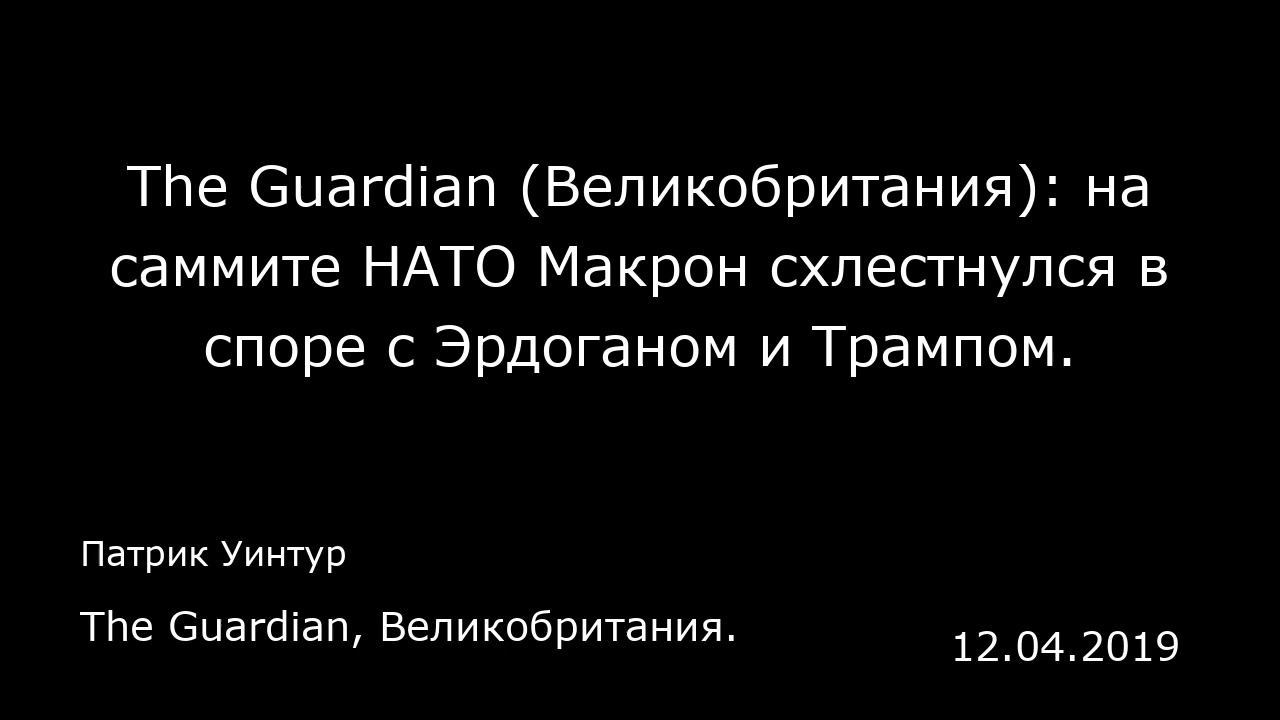 The Guardian (Великобритания): на
саммите НАТО Макрон схлестнулся в
споре с Эрдоганом и Трампом.
Патрик Уинтур
The Guardian, Великобритания.
12.04.2019